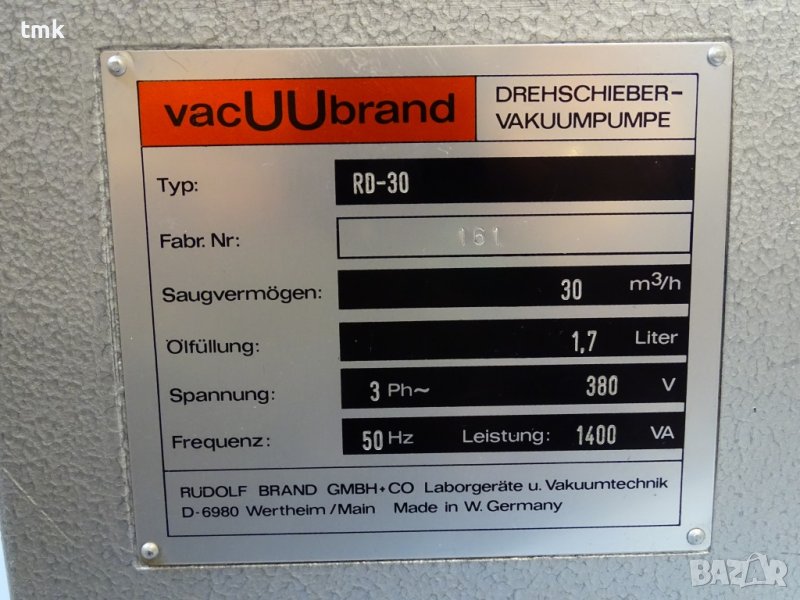 tmk
vacUUbrand
DREHSCHIEBER-
VAKUUMPUMPE
Typ: RD-30
Fabr. Nr: 161
Saugvermögen: 30 m³/h
Ölfüllung: 1,7 Liter
Spannung: 3 Ph~ 380 V
Frequenz: 50 Hz Leistung: 1400 VA
RUDOLF BRAND GMBH+CO Laborgeräte u. Vakuumtechnik
D-6980 Wertheim/Main Made in W. Germany
BAZAR